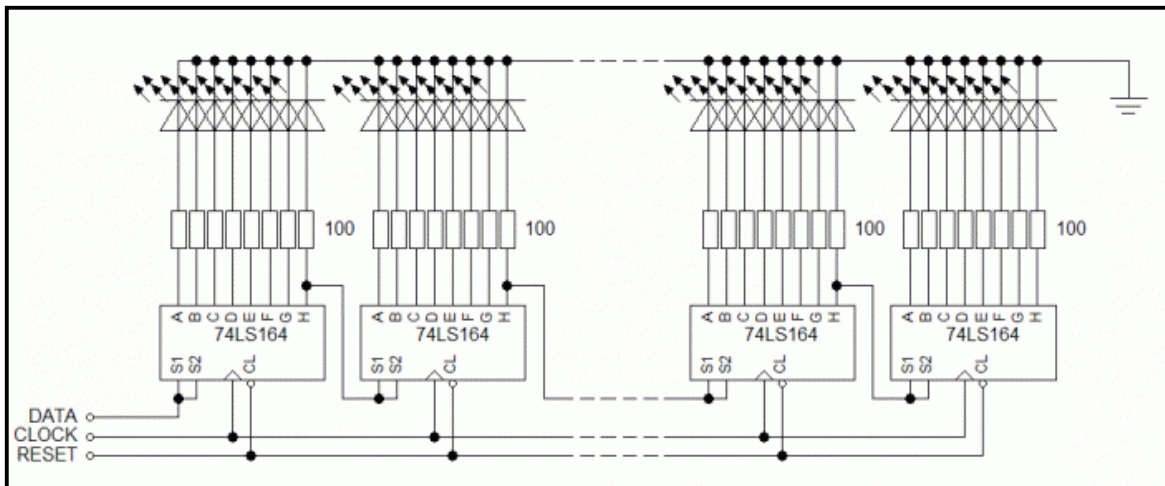 100 100 100 100
A B C D E F G H A B C D E F G H A B C D E F G H A B C D E F G H
74LS164 74LS164 74LS164 74LS164
S1 S2 CL S1 S2 CL S1 S2 CL S1 S2 CL
DATA
CLOCK
RESET